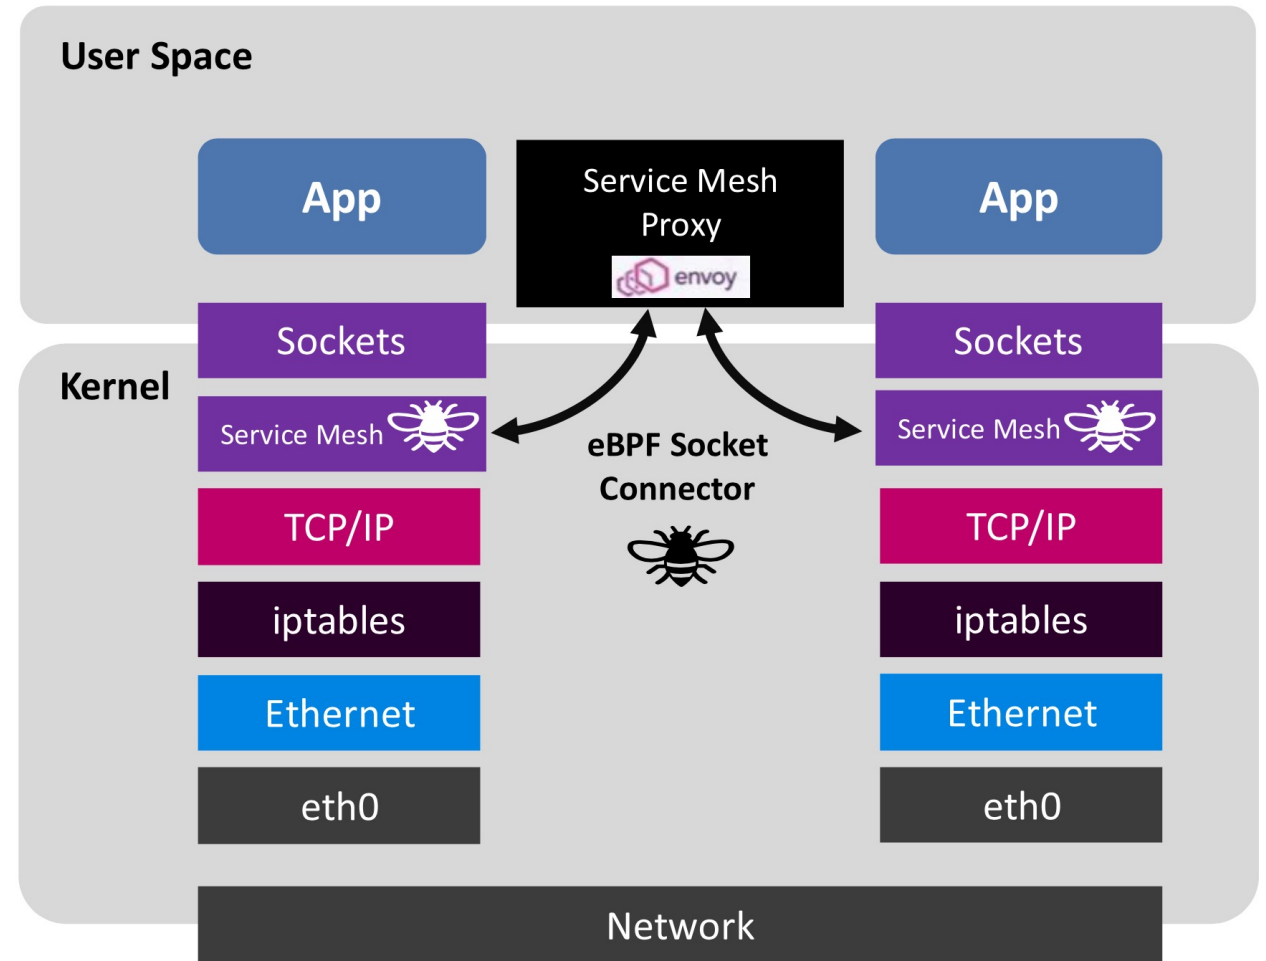 User Space
App
Service Mesh
Proxy
envoy
App
Sockets
Sockets
Kernel
Service Mesh
Service Mesh
eBPF Socket
Connector
TCP/IP
TCP/IP
iptables
iptables
Ethernet
Ethernet
eth0
eth0
Network